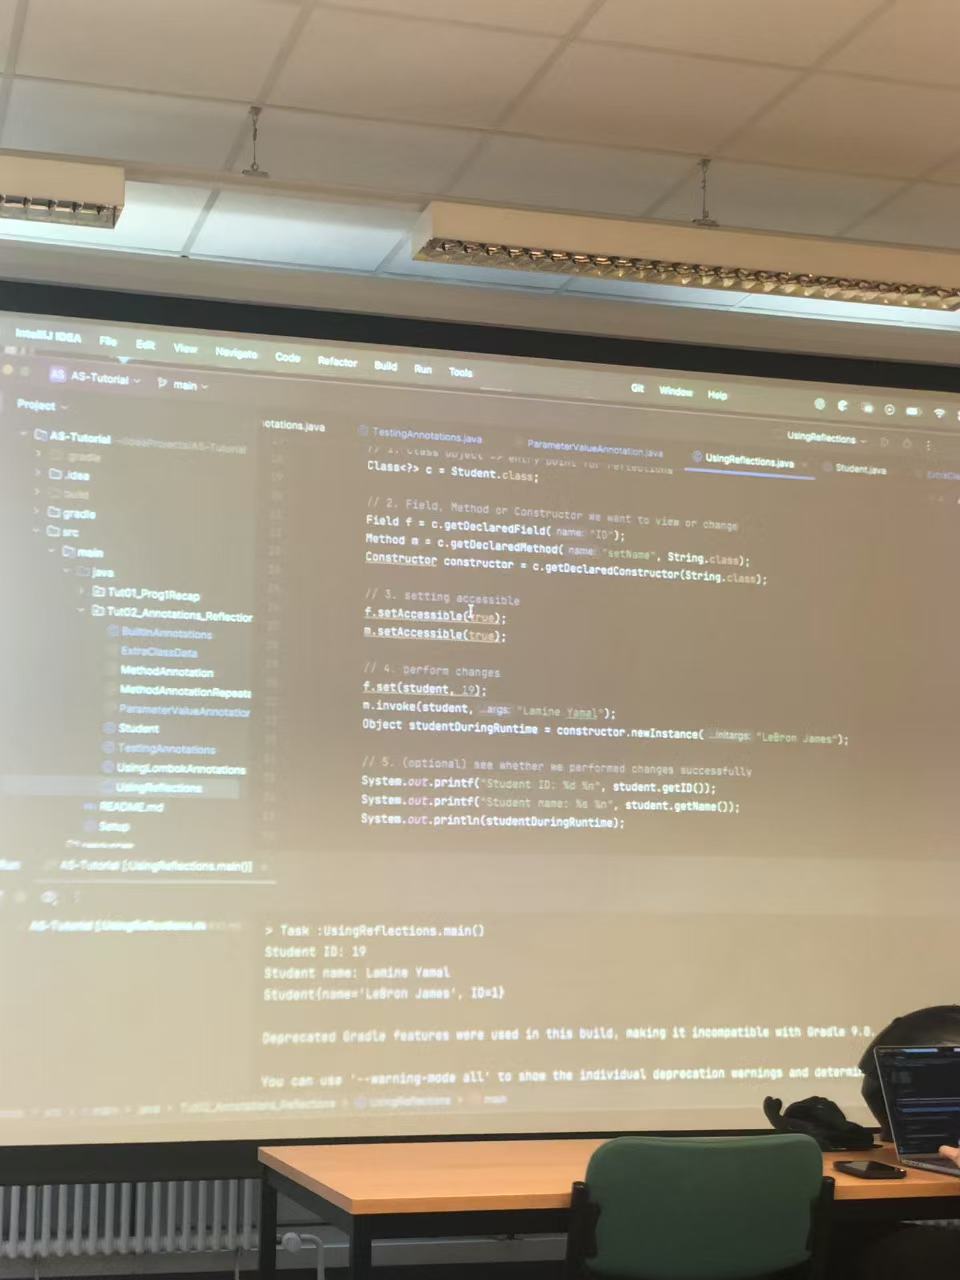 IntelliJ IDEA File Edit View Navigate Code Refactor Build Run Tools Git Window Help
AS AS-Tutorial main
UsingReflections
Project
otations.java TestingAnnotations.java ParameterValueAnnotation.java UsingReflections.java Student.java
AS-Tutorial ~/IdeaProjects/AS-Tutorial
.gradle
.idea
build
gradle
src
main
java
Tut01_Prog1Recap
Tut02_Annotations_Reflection
BuiltInAnnotations
ExtraClassData
MethodAnnotation
MethodAnnotationRepeata
ParameterValueAnnotation
Student
TestingAnnotations
UsingLombokAnnotations
UsingReflections
README.md
Setup
// 1. Class object => entry point for reflections
Class<?> c = Student.class;
// 2. Field, Method or Constructor we want to view or change
Field f = c.getDeclaredField( name: "ID");
Method m = c.getDeclaredMethod( name: "setName", String.class);
Constructor constructor = c.getDeclaredConstructor(String.class);
// 3. setting accessible
f.setAccessible(true);
m.setAccessible(true);
// 4. perform changes
f.set(student, 19);
m.invoke(student, ...args: "Lamine Yamal");
Object studentDuringRuntime = constructor.newInstance( ...initargs: "LeBron James");
// 5. (optional) see whether we performed changes successfully
System.out.printf("Student ID: %d %n", student.getID());
System.out.printf("Student name: %s %n", student.getName());
System.out.println(studentDuringRuntime);
Run AS-Tutorial [:UsingReflections.main()]
AS-Tutorial [:UsingReflections.m
> Task :UsingReflections.main()
Student ID: 19
Student name: Lamine Yamal
Student{name='LeBron James', ID=1}
Deprecated Gradle features were used in this build, making it incompatible with Gradle 9.0.
You can use '--warning-mode all' to show the individual deprecation warnings and determi
main java Tut02_Annotations_Reflections UsingReflections main